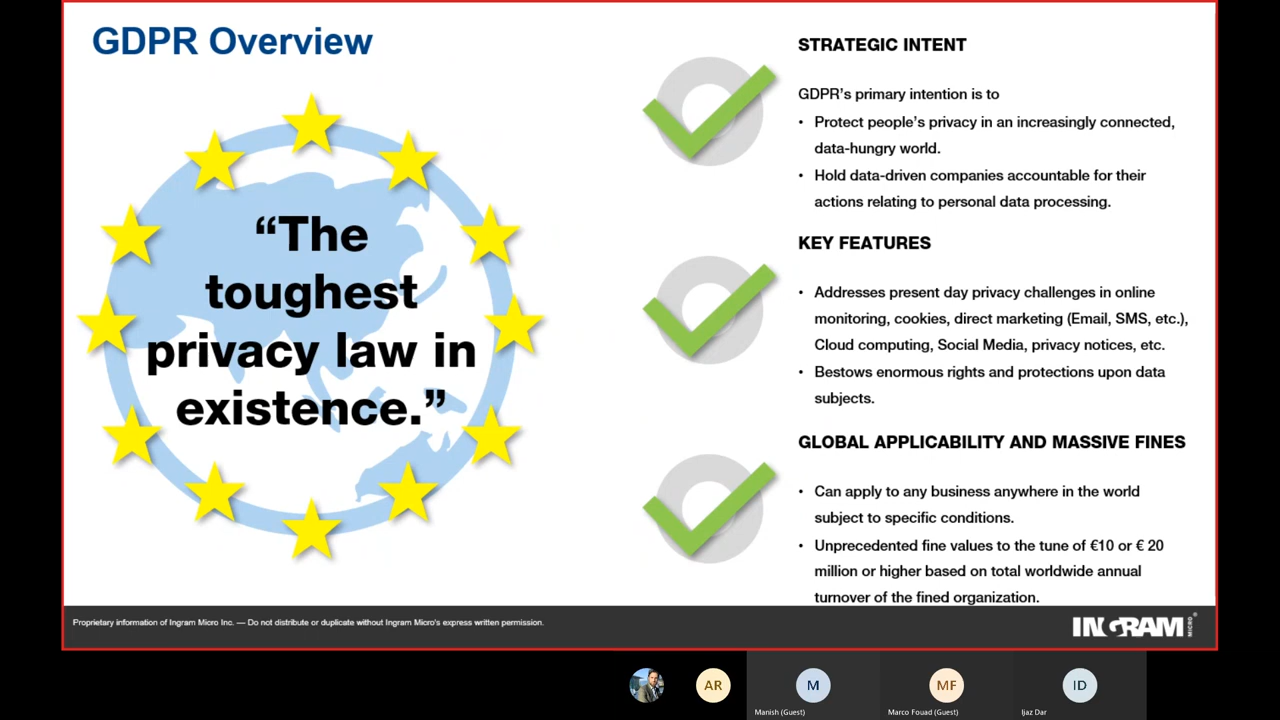 GDPR Overview
“The
toughest
privacy law in
existence.”
STRATEGIC INTENT
GDPR’s primary intention is to
• Protect people’s privacy in an increasingly connected,
data-hungry world.
• Hold data-driven companies accountable for their
actions relating to personal data processing.
KEY FEATURES
• Addresses present day privacy challenges in online
monitoring, cookies, direct marketing (Email, SMS, etc.),
Cloud computing, Social Media, privacy notices, etc.
• Bestows enormous rights and protections upon data
subjects.
GLOBAL APPLICABILITY AND MASSIVE FINES
• Can apply to any business anywhere in the world
subject to specific conditions.
• Unprecedented fine values to the tune of €10 or € 20
million or higher based on total worldwide annual
turnover of the fined organization.
Proprietary information of Ingram Micro Inc. — Do not distribute or duplicate without Ingram Micro's express written permission.
INGRAM MICRO ®
AR
M
MF
ID
Manish (Guest)
Marco Fouad (Guest)
Ijaz Dar